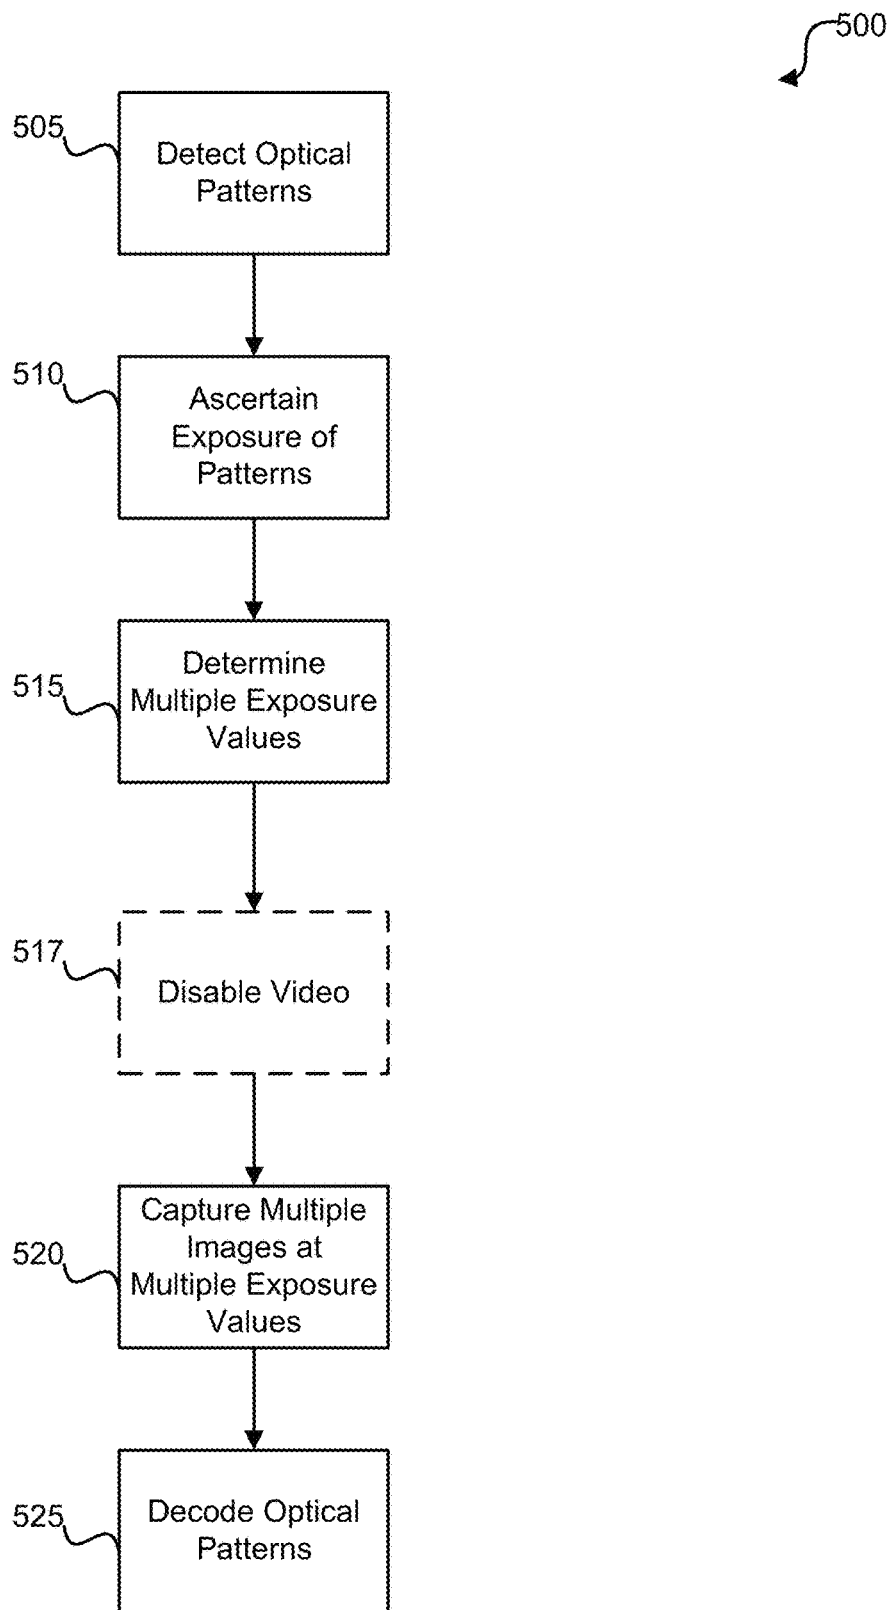 500
505
Detect Optical
Patterns
510
Ascertain
Exposure of
Patterns
515
Determine
Multiple Exposure
Values
517
Disable Video
520
Capture Multiple
Images at
Multiple Exposure
Values
525
Decode Optical
Patterns